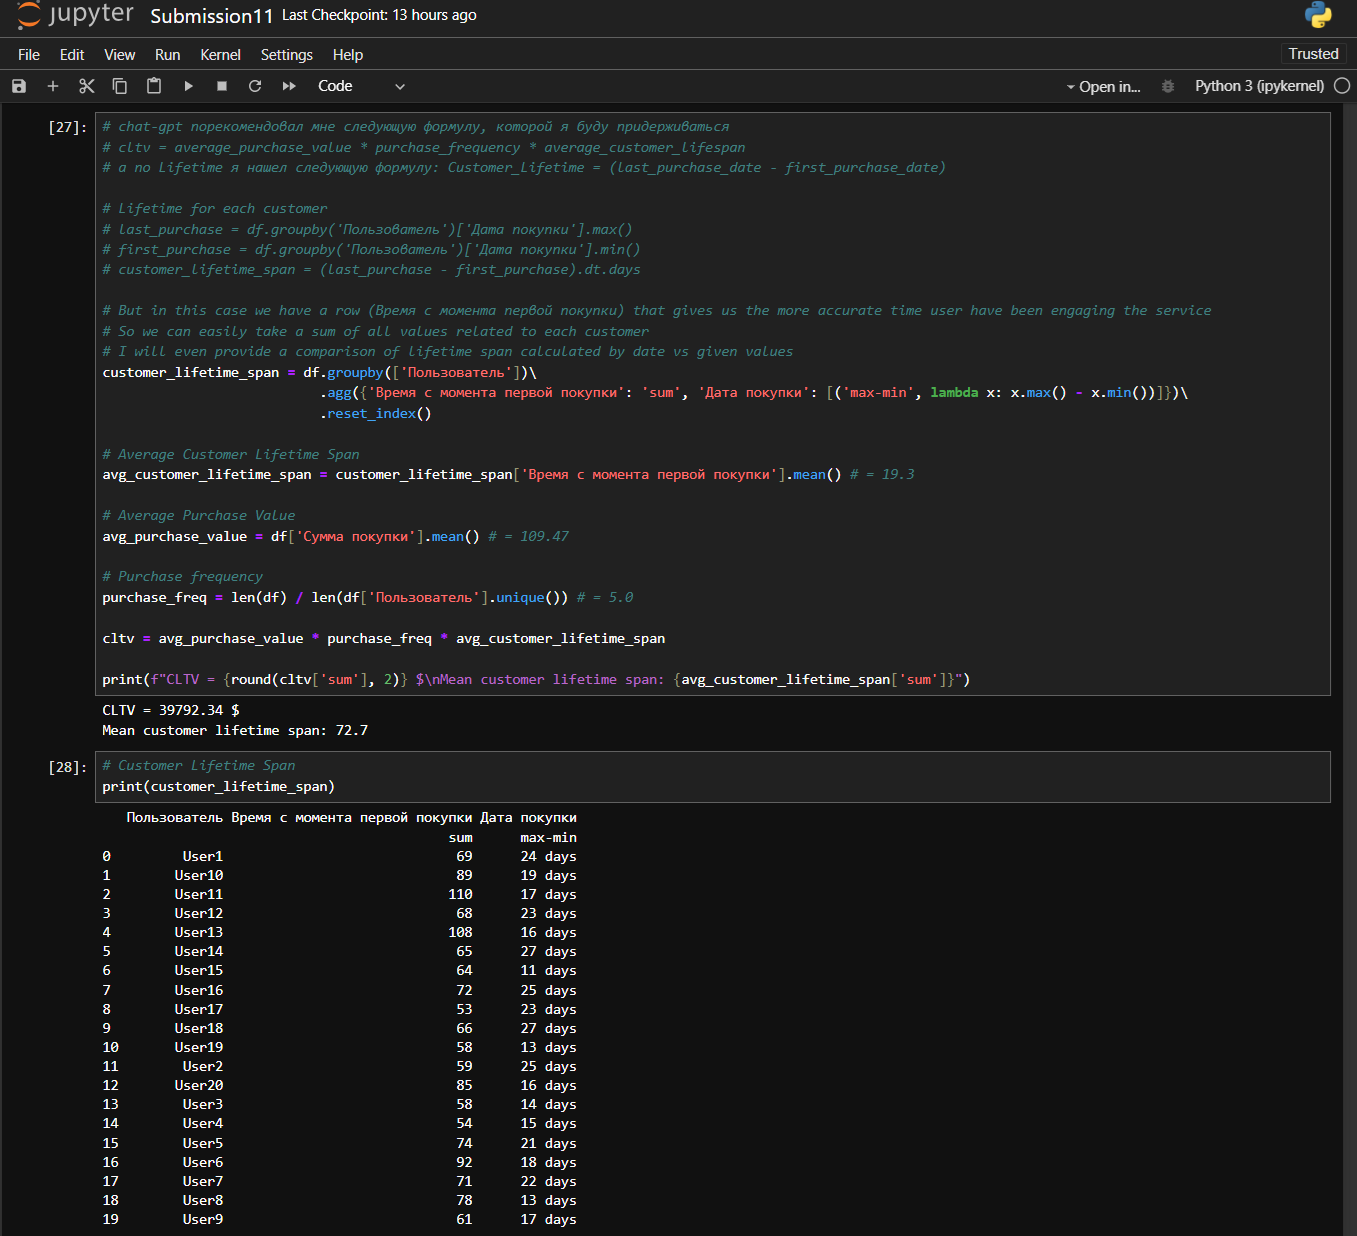 jupyter Submission11 Last Checkpoint: 13 hours ago
File Edit View Run Kernel Settings Help Trusted
Code Open in... Python 3 (ipykernel)
[27]: # chat-gpt порекомендовал мне следующую формулу, которой я буду придерживаться
# cltv = average_purchase_value * purchase_frequency * average_customer_lifespan
# а по Lifetime я нашел следующую формулу: Customer_Lifetime = (last_purchase_date - first_purchase_date)
# Lifetime for each customer
# last_purchase = df.groupby('Пользователь')['Дата покупки'].max()
# first_purchase = df.groupby('Пользователь')['Дата покупки'].min()
# customer_lifetime_span = (last_purchase - first_purchase).dt.days
# But in this case we have a row (Время с момента первой покупки) that gives us the more accurate time user have been engaging the service
# So we can easily take a sum of all values related to each customer
# I will even provide a comparison of lifetime span calculated by date vs given values
customer_lifetime_span = df.groupby(['Пользователь'])\
.agg({'Время с момента первой покупки': 'sum', 'Дата покупки': [('max-min', lambda x: x.max() - x.min())]})\
.reset_index()
# Average Customer Lifetime Span
avg_customer_lifetime_span = customer_lifetime_span['Время с момента первой покупки'].mean() # = 19.3
# Average Purchase Value
avg_purchase_value = df['Сумма покупки'].mean() # = 109.47
# Purchase frequency
purchase_freq = len(df) / len(df['Пользователь'].unique()) # = 5.0
cltv = avg_purchase_value * purchase_freq * avg_customer_lifetime_span
print(f"CLTV = {round(cltv['sum'], 2)} $\nMean customer lifetime span: {avg_customer_lifetime_span['sum']}")
CLTV = 39792.34 $
Mean customer lifetime span: 72.7
[28]: # Customer Lifetime Span
print(customer_lifetime_span)
Пользователь Время с момента первой покупки Дата покупки
sum max-min
0 User1 69 24 days
1 User10 89 19 days
2 User11 110 17 days
3 User12 68 23 days
4 User13 108 16 days
5 User14 65 27 days
6 User15 64 11 days
7 User16 72 25 days
8 User17 53 23 days
9 User18 66 27 days
10 User19 58 13 days
11 User2 59 25 days
12 User20 85 16 days
13 User3 58 14 days
14 User4 54 15 days
15 User5 74 21 days
16 User6 92 18 days
17 User7 71 22 days
18 User8 78 13 days
19 User9 61 17 days